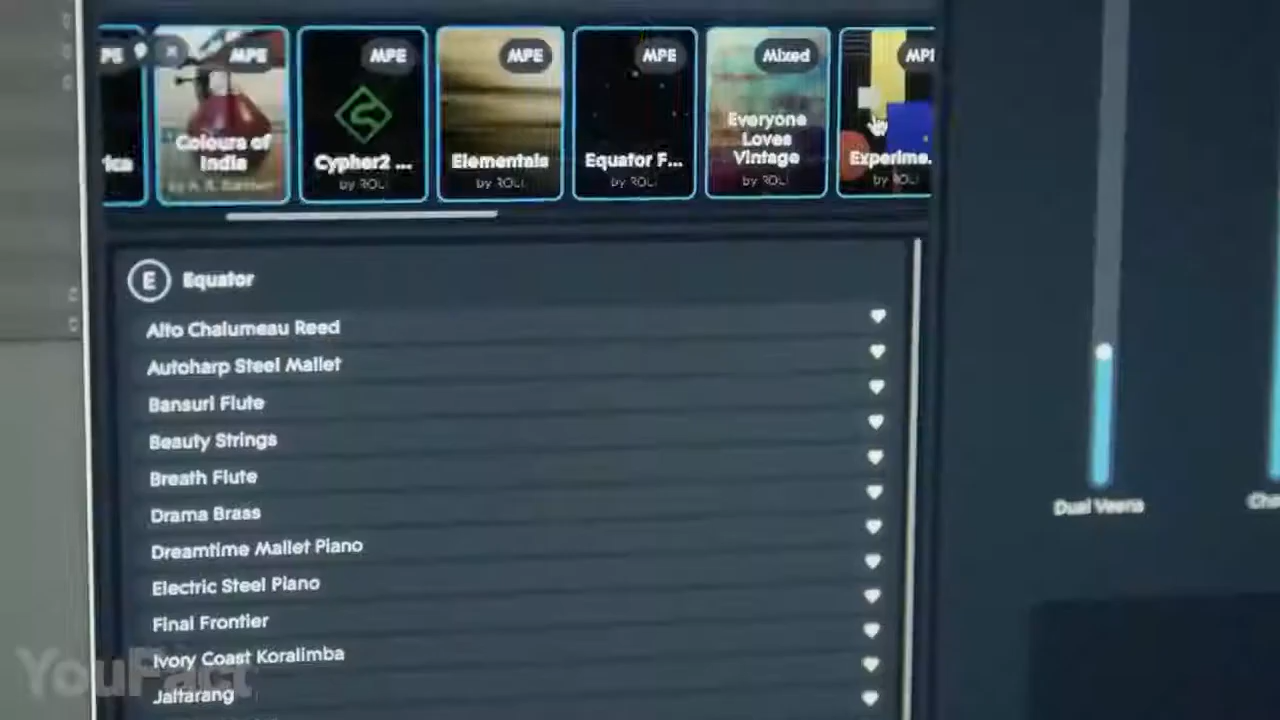 MPE
MPE
MPE
MPE
Mixed
Colours of
India
Cypher2 ...
by ROLI
Elementals
by ROLI
Equator F...
by ROLI
Everyone
Loves
Vintage
by ROLI
Experime...
by ROLI
E Equator
Alto Chalumeau Reed
Autoharp Steel Mallet
Bansuri Flute
Beauty Strings
Breath Flute
Drama Brass
Dreamtime Mallet Piano
Electric Steel Piano
Final Frontier
Ivory Coast Koralimba
Jaltarang
Dual Veena
YouFact